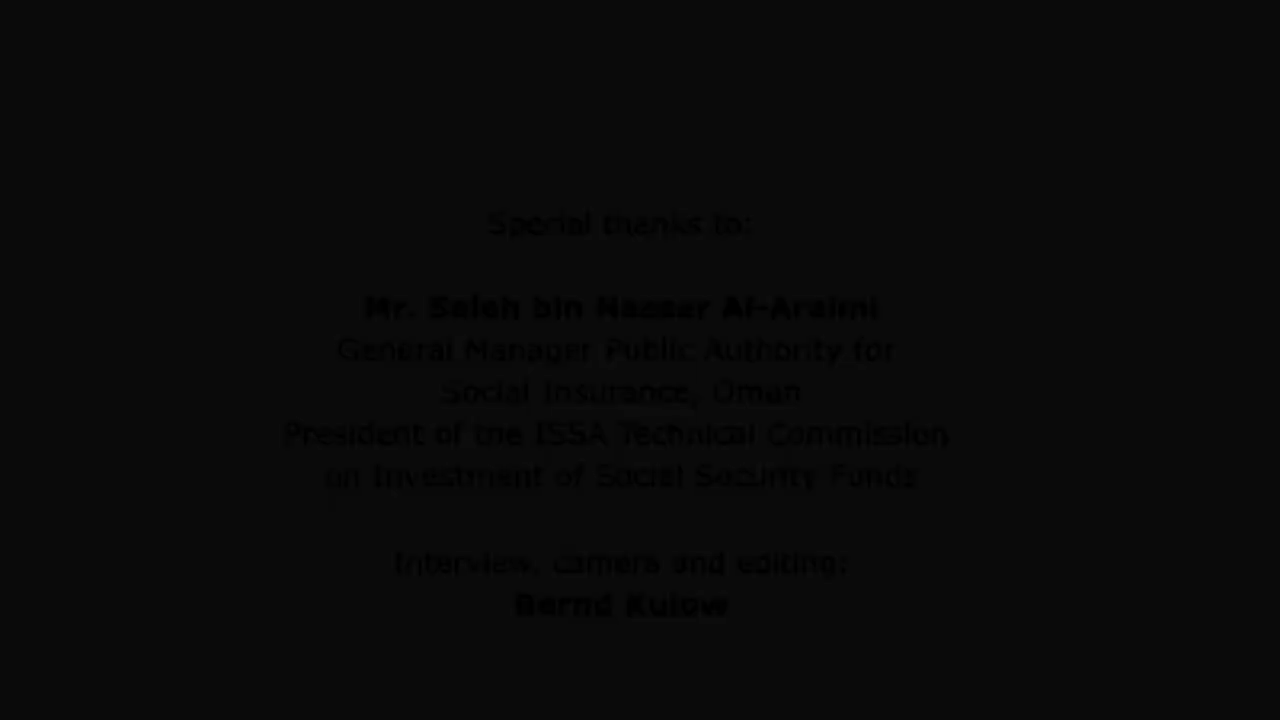 Special thanks to:
Mr. Saleh bin Nasser Al-Araimi
General Manager Public Authority for
Social Insurance, Oman
President of the ISSA Technical Commission
on Investment of Social Security Funds
Interview, camera and editing:
Bernd Kulow